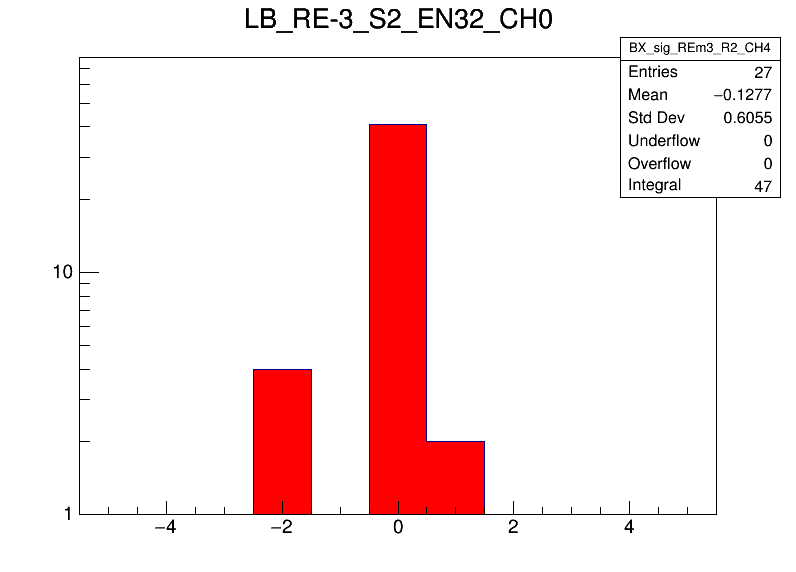 LB_RE-3_S2_EN32_CH0
BX_sig_REm3_R2_CH4
Entries 27
Mean −0.1277
Std Dev 0.6055
Underflow 0
Overflow 0
Integral 47
10
1
−4 −2 0 2 4